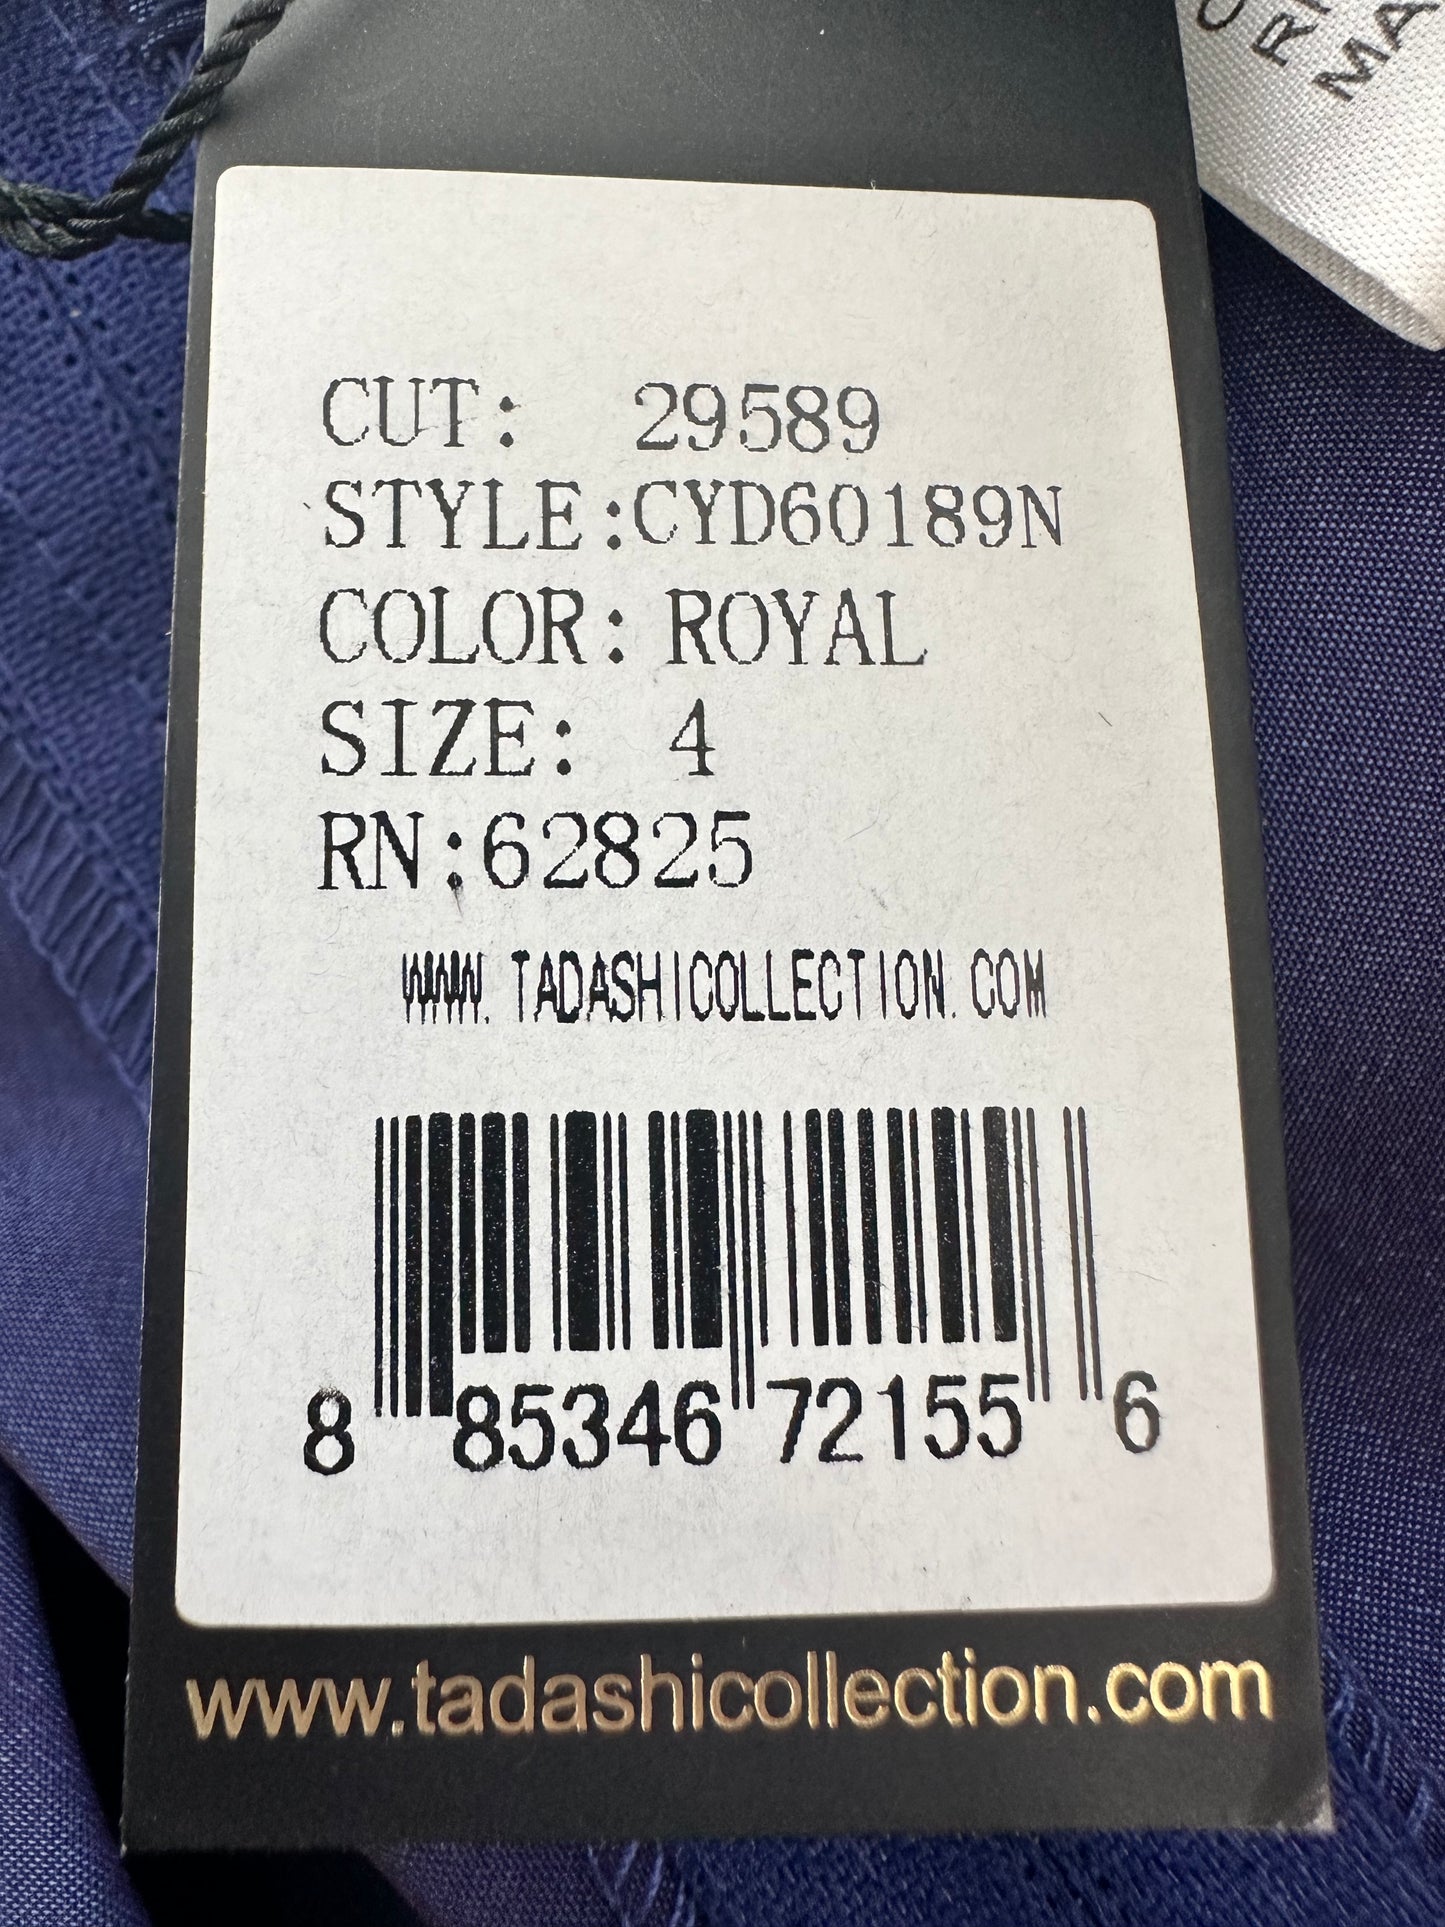 CUT: 29589
STYLE:CYD60189N
COLOR: ROYAL
SIZE: 4
RN:62825
WWW.TADASHICOLLECTION.COM
8 85346 72155 6
www.tadashicollection.com